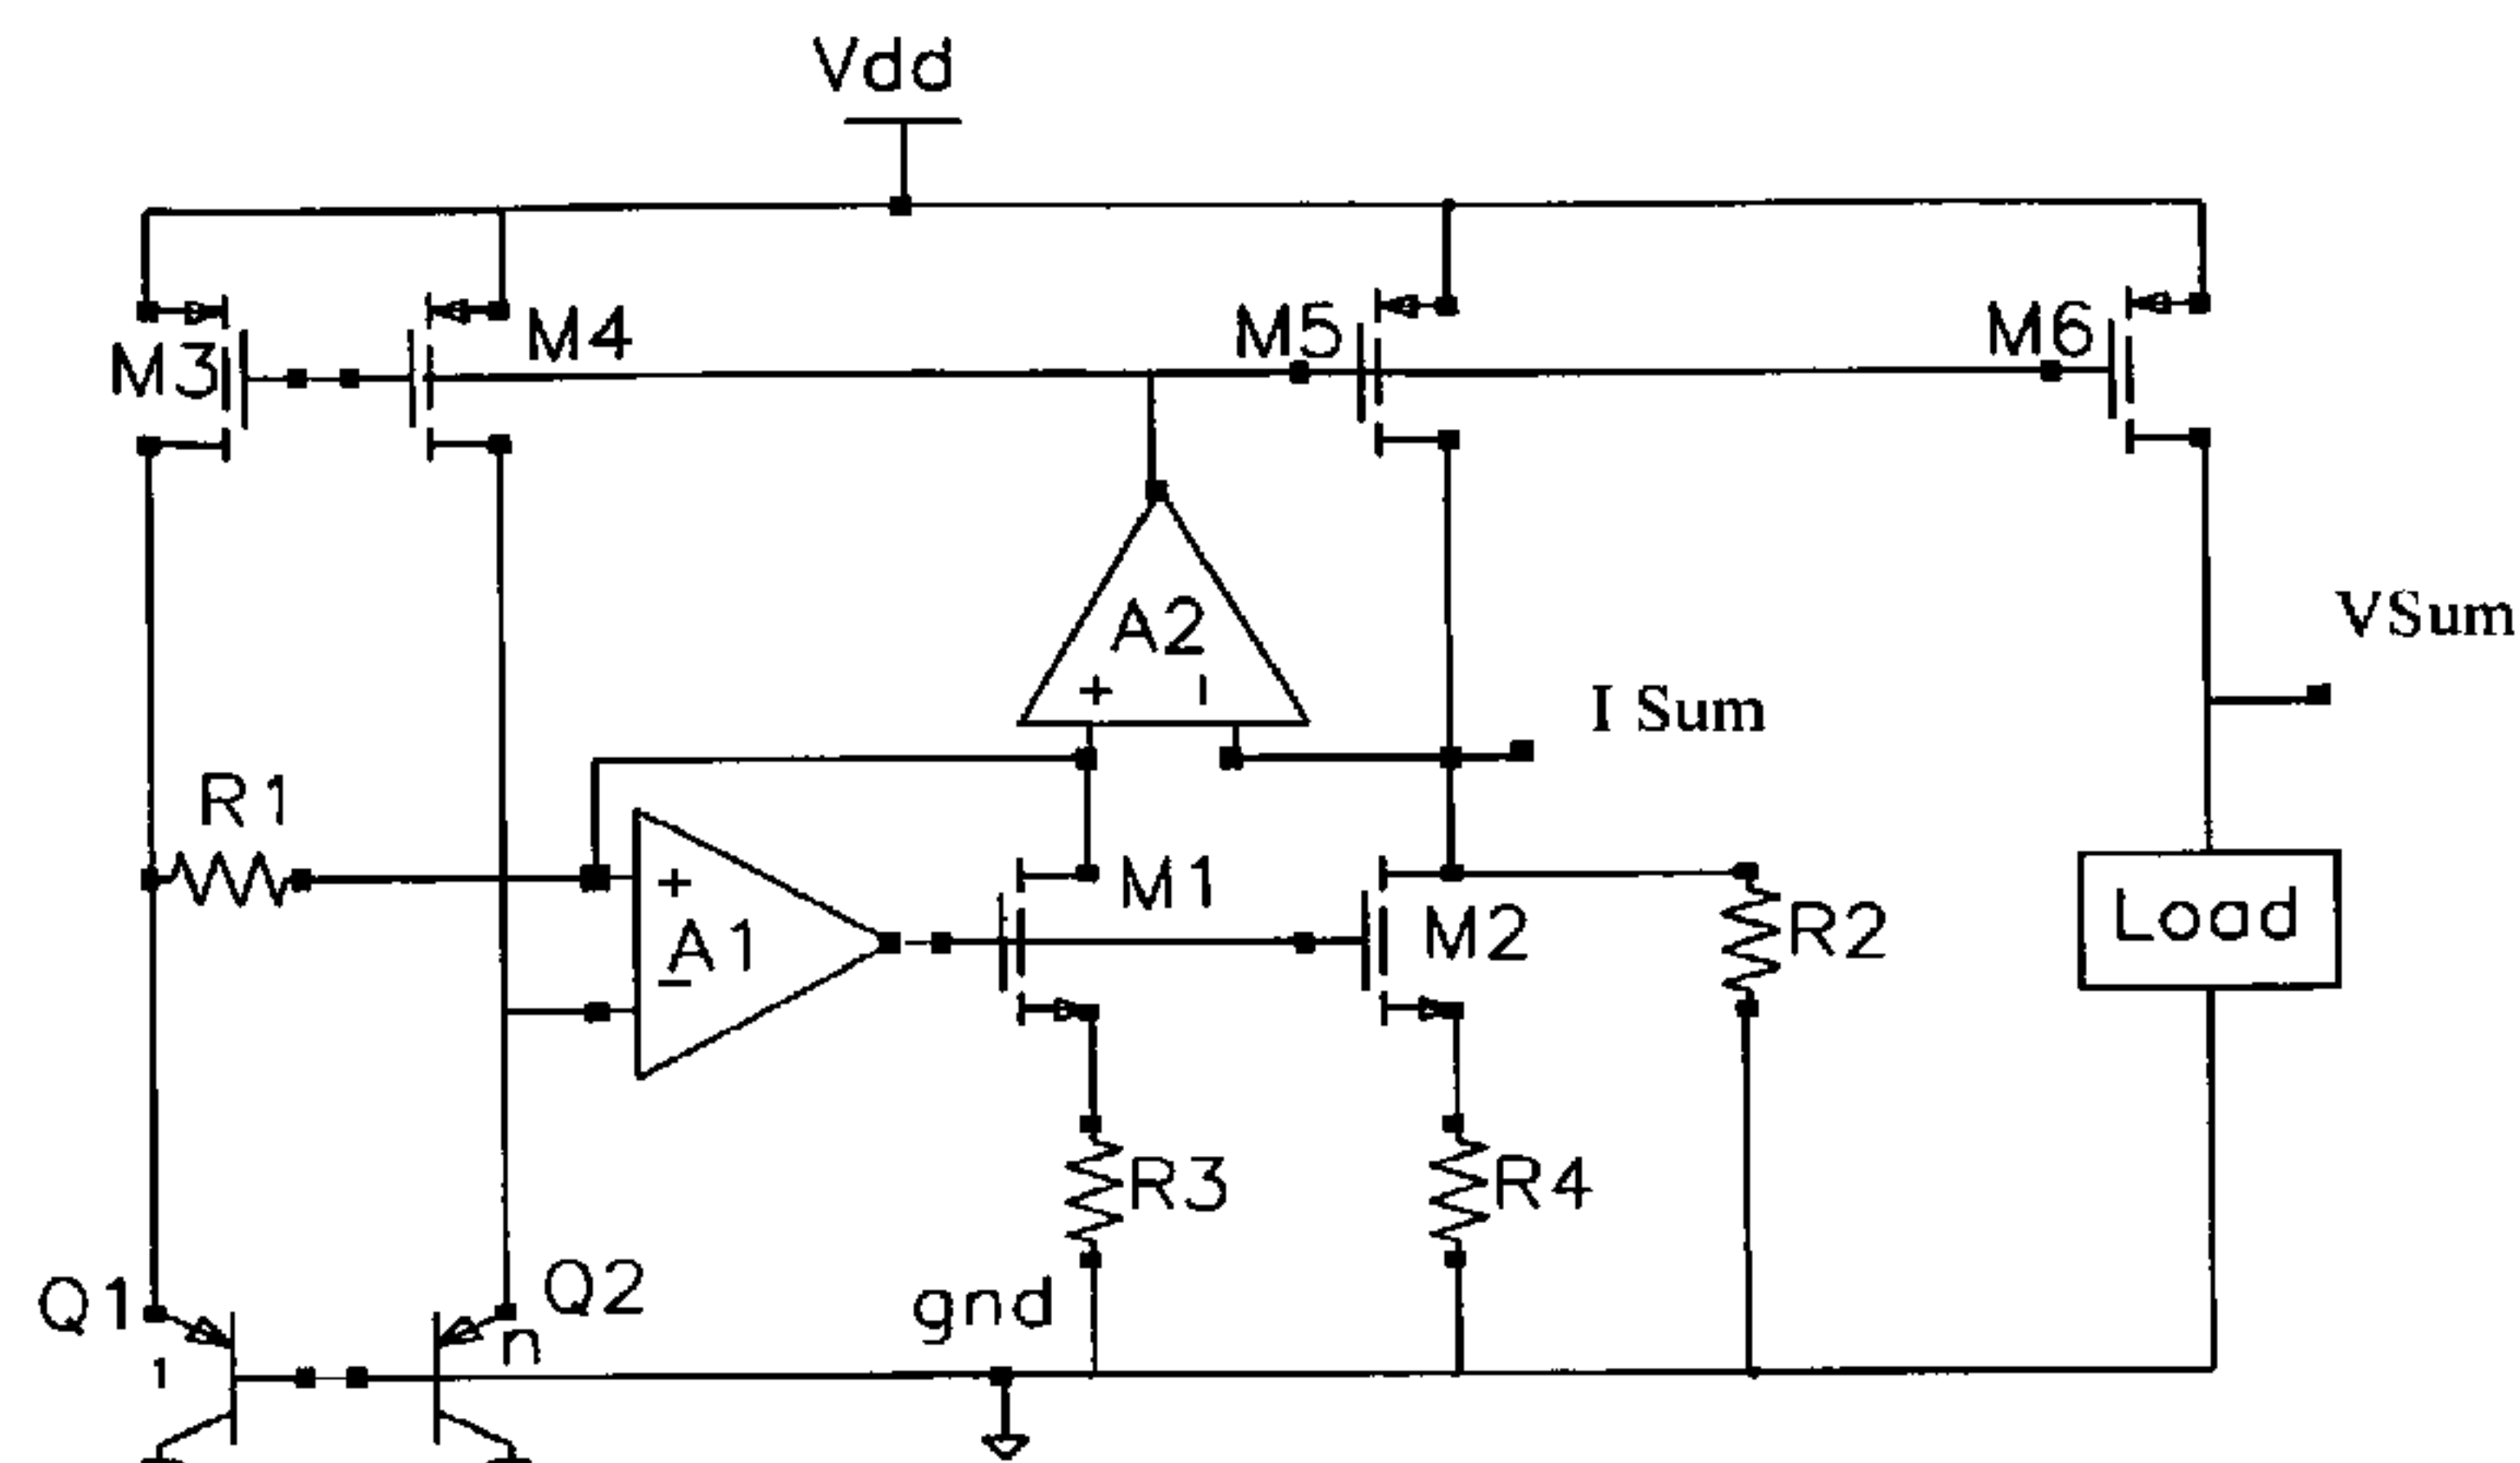 Vdd
M3
M4
M5
M6
VSum
A2
+ -
I Sum
R1
+
A1
-
M1
M2
R2
Load
R3
R4
Q1
1
Q2
n
gnd